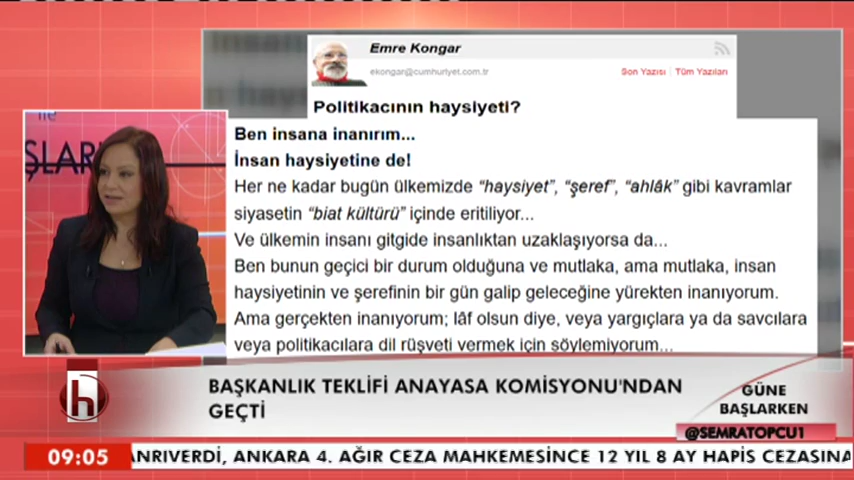 Emre Kongar
ekongar@cumhuriyet.com.tr
Son Yazısı | Tüm Yazıları
Politikacının haysiyeti?
Ben insana inanırım...
İnsan haysiyetine de!
Her ne kadar bugün ülkemizde “haysiyet”, “şeref”, “ahlâk” gibi kavramlar
siyasetin “biat kültürü” içinde eritiliyor...
Ve ülkemin insanı gitgide insanlıktan uzaklaşıyorsa da...
Ben bunun geçici bir durum olduğuna ve mutlaka, ama mutlaka, insan
haysiyetinin ve şerefinin bir gün galip geleceğine yürekten inanıyorum.
Ama gerçekten inanıyorum; lâf olsun diye, veya yargıçlara ya da savcılara
veya politikacılara dil rüşveti vermek için söylemiyorum...
ile
ŞLAR
h
BAŞKANLIK TEKLİFİ ANAYASA KOMİSYONU'NDAN
GEÇTİ
GÜNE
BAŞLARKEN
@SEMRATOPCU1
09:05
ANRIVERDİ, ANKARA 4. AĞIR CEZA MAHKEMESİNCE 12 YIL 8 AY HAPİS CEZASINA